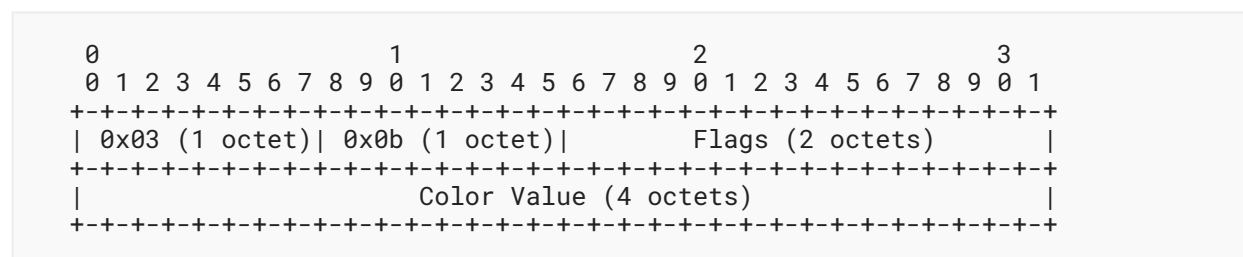 0                   1                   2                   3
 0 1 2 3 4 5 6 7 8 9 0 1 2 3 4 5 6 7 8 9 0 1 2 3 4 5 6 7 8 9 0 1
+-+-+-+-+-+-+-+-+-+-+-+-+-+-+-+-+-+-+-+-+-+-+-+-+-+-+-+-+-+-+-+-+
| 0x03 (1 octet)| 0x0b (1 octet)|        Flags (2 octets)       |
+-+-+-+-+-+-+-+-+-+-+-+-+-+-+-+-+-+-+-+-+-+-+-+-+-+-+-+-+-+-+-+-+
|                      Color Value (4 octets)                   |
+-+-+-+-+-+-+-+-+-+-+-+-+-+-+-+-+-+-+-+-+-+-+-+-+-+-+-+-+-+-+-+-+